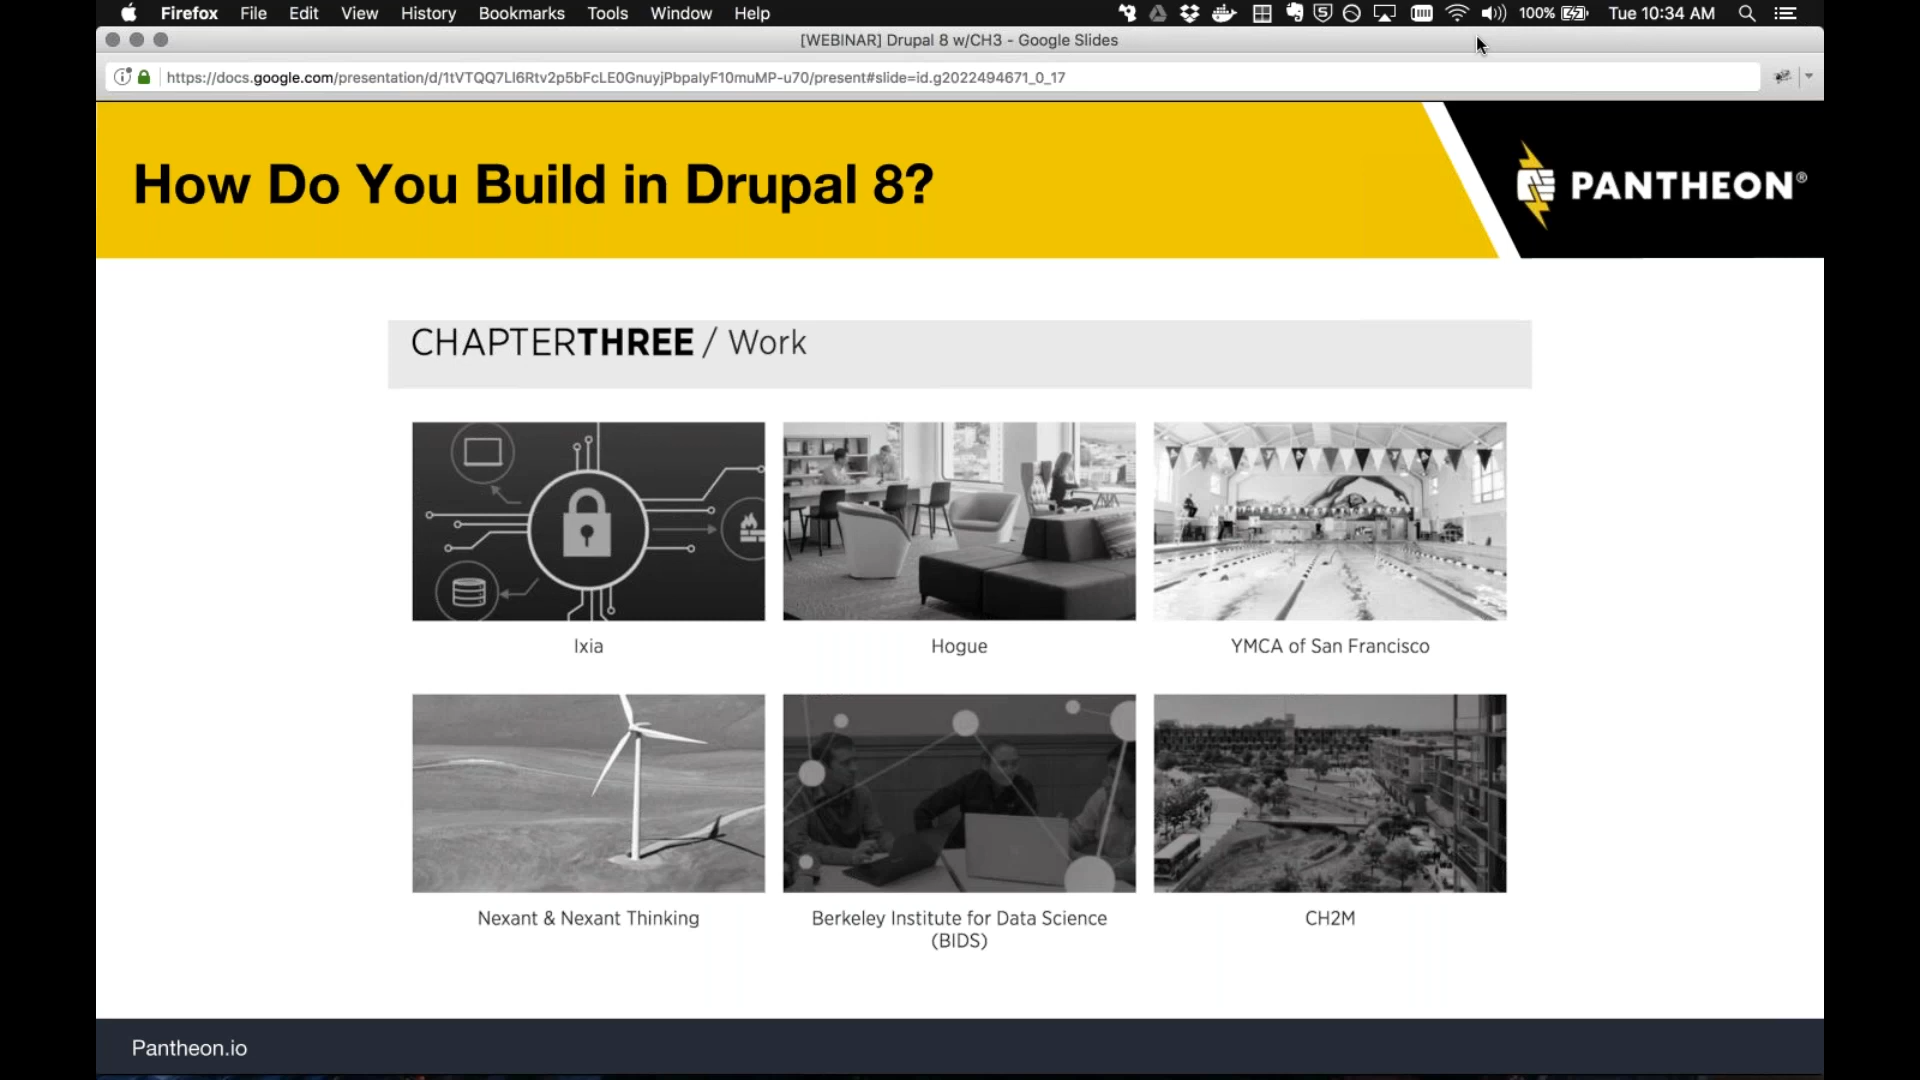 Firefox File Edit View History Bookmarks Tools Window Help 100% Tue 10:34 AM
[WEBINAR] Drupal 8 w/CH3 - Google Slides
https://docs.google.com/presentation/d/1tVTQQ7Ll6Rtv2p5bFcLE0GnuyjPbpalyF10muMP-u70/present#slide=id.g2022494671_0_17
How Do You Build in Drupal 8?
PANTHEON®
CHAPTERTHREE / Work
Ixia
Hogue
YMCA of San Francisco
Nexant & Nexant Thinking
Berkeley Institute for Data Science
(BIDS)
CH2M
Pantheon.io